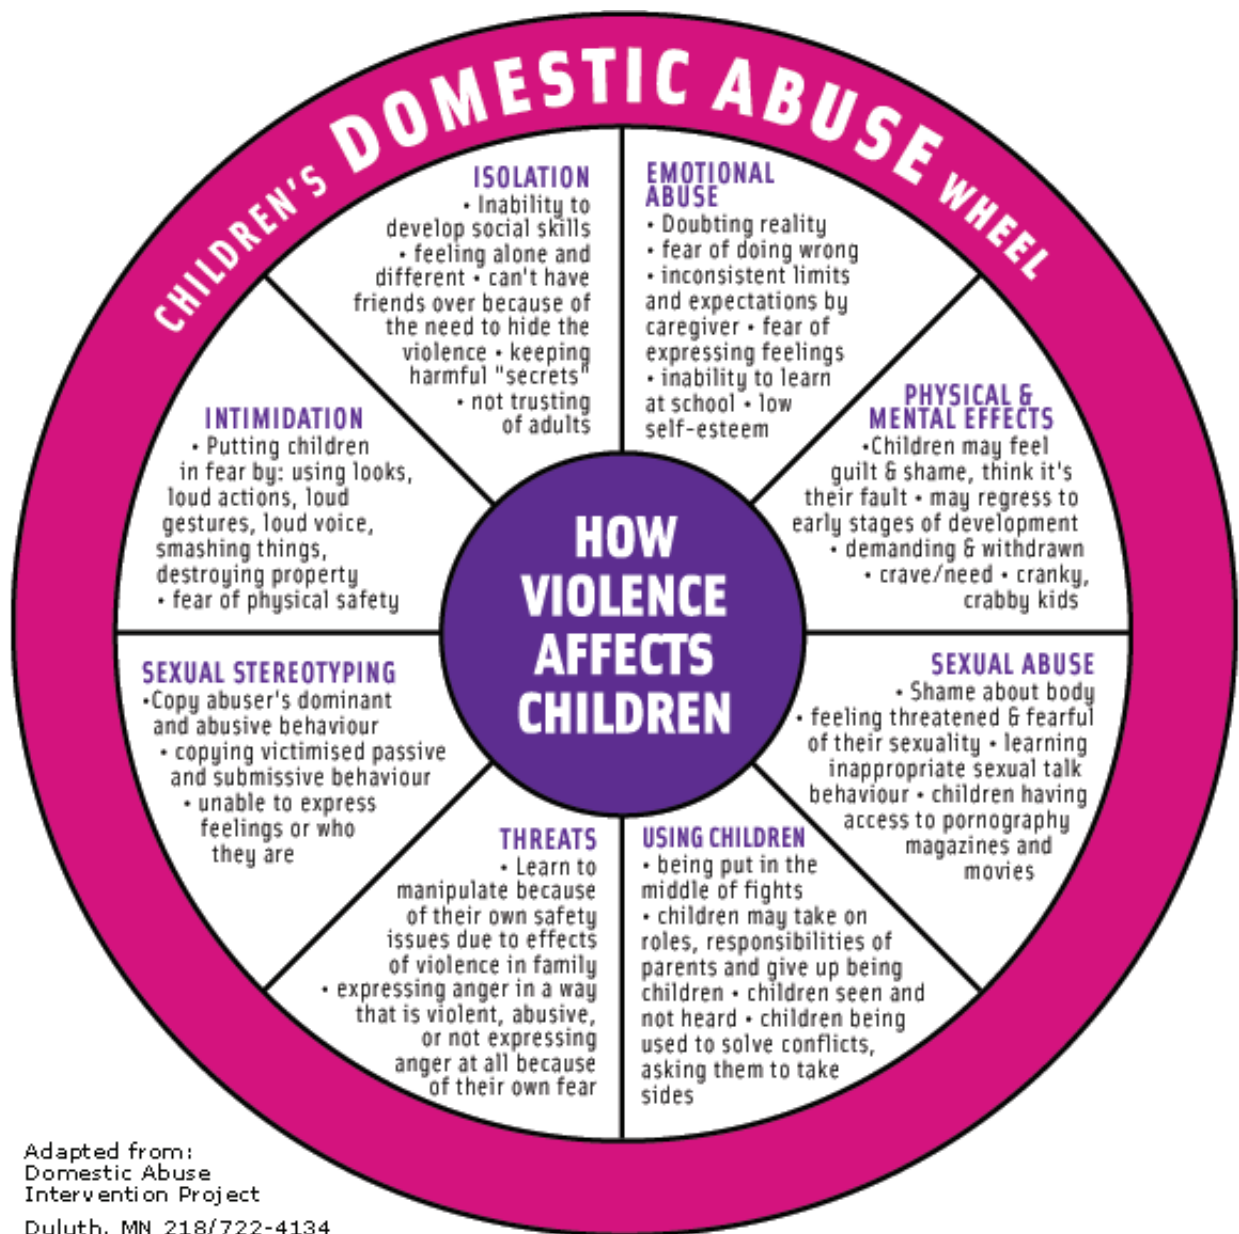 CHILDREN'S DOMESTIC ABUSE WHEEL
ISOLATION
• Inability to
develop social skills
• feeling alone and
different • can't have
friends over because of
the need to hide the
violence • keeping
harmful "secrets"
• not trusting
of adults
EMOTIONAL
ABUSE
• Doubting reality
• fear of doing wrong
• inconsistent limits
and expectations by
caregiver • fear of
expressing feelings
• inability to learn
at school • low
self-esteem
PHYSICAL &
MENTAL EFFECTS
•Children may feel
guilt & shame, think it's
their fault • may regress to
early stages of development
• demanding & withdrawn
• crave/need • cranky,
crabby kids
SEXUAL ABUSE
• Shame about body
• feeling threatened & fearful
of their sexuality • learning
inappropriate sexual talk
behaviour • children having
access to pornography
magazines and
movies
USING CHILDREN
• being put in the
middle of fights
• children may take on
roles, responsibilities of
parents and give up being
children • children seen and
not heard • children being
used to solve conflicts,
asking them to take
sides
THREATS
• Learn to
manipulate because
of their own safety
issues due to effects
of violence in family
• expressing anger in a way
that is violent, abusive,
or not expressing
anger at all because
of their own fear
SEXUAL STEREOTYPING
•Copy abuser's dominant
and abusive behaviour
• copying victimised passive
and submissive behaviour
• unable to express
feelings or who
they are
INTIMIDATION
• Putting children
in fear by: using looks,
loud actions, loud
gestures, loud voice,
smashing things,
destroying property
• fear of physical safety
HOW
VIOLENCE
AFFECTS
CHILDREN
Adapted from:
Domestic Abuse
Intervention Project
Duluth, MN 218/722-4134